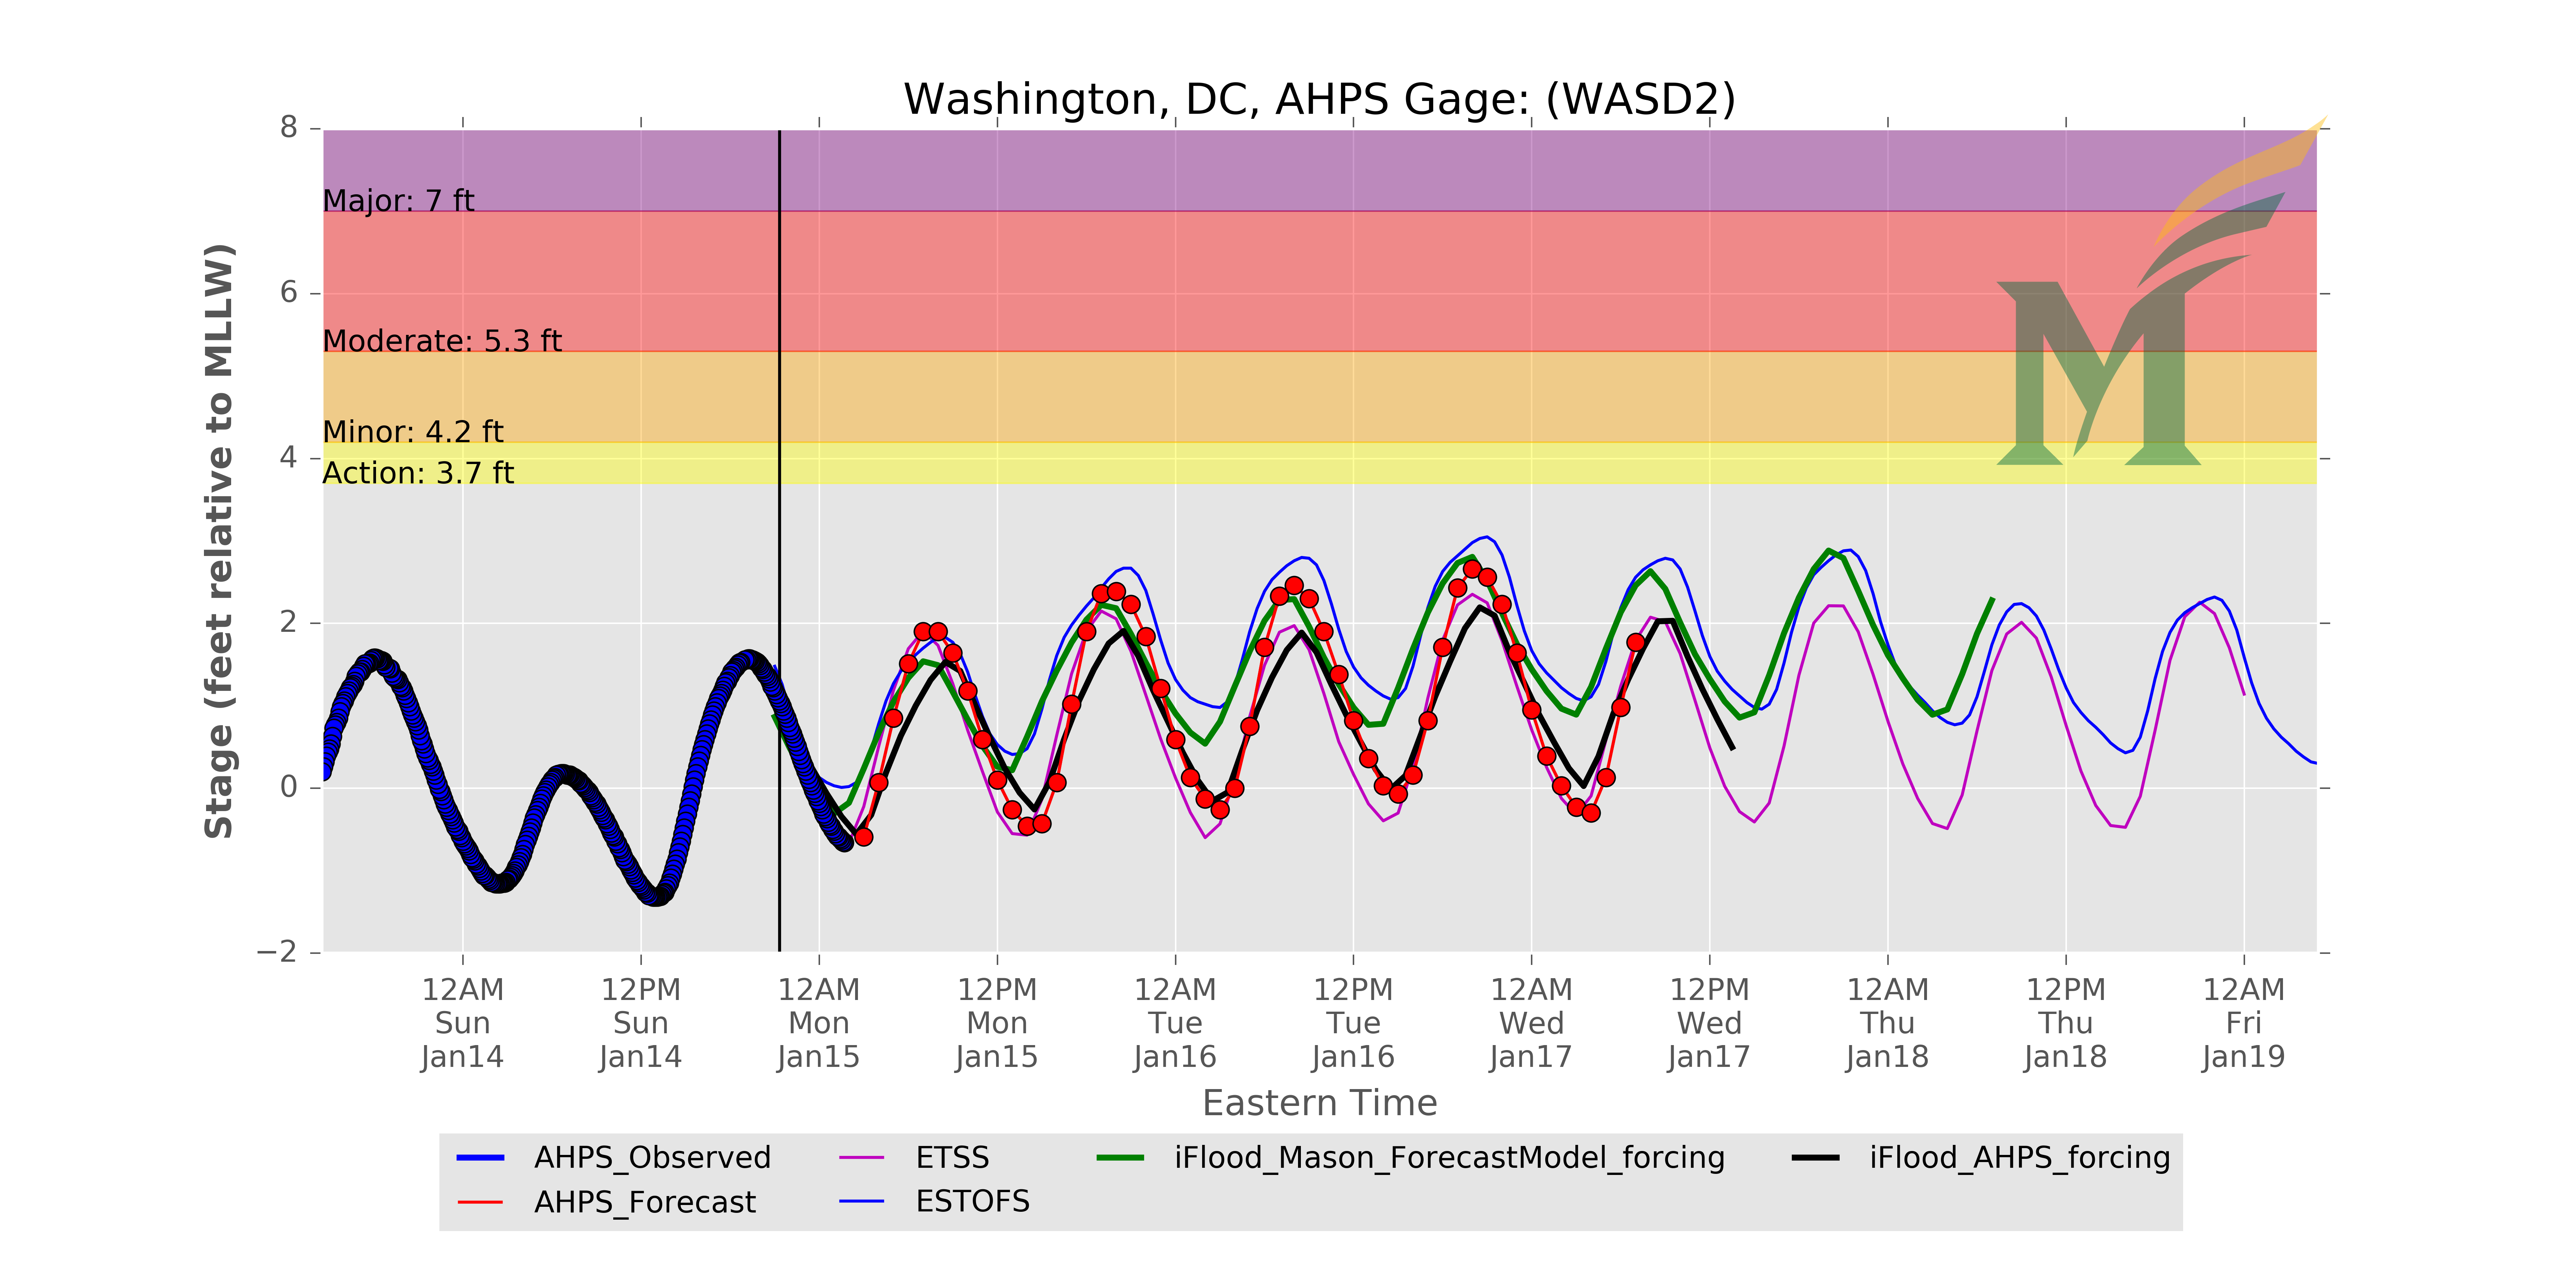 Washington, DC, AHPS Gage: (WASD2)
Stage (feet relative to MLLW)
8
6
4
2
0
−2
Major: 7 ft
Moderate: 5.3 ft
Minor: 4.2 ft
Action: 3.7 ft
M
12AM
Sun
Jan14
12PM
Sun
Jan14
12AM
Mon
Jan15
12PM
Mon
Jan15
12AM
Tue
Jan16
12PM
Tue
Jan16
12AM
Wed
Jan17
12PM
Wed
Jan17
12AM
Thu
Jan18
12PM
Thu
Jan18
12AM
Fri
Jan19
Eastern Time
AHPS_Observed
AHPS_Forecast
ETSS
ESTOFS
iFlood_Mason_ForecastModel_forcing
iFlood_AHPS_forcing